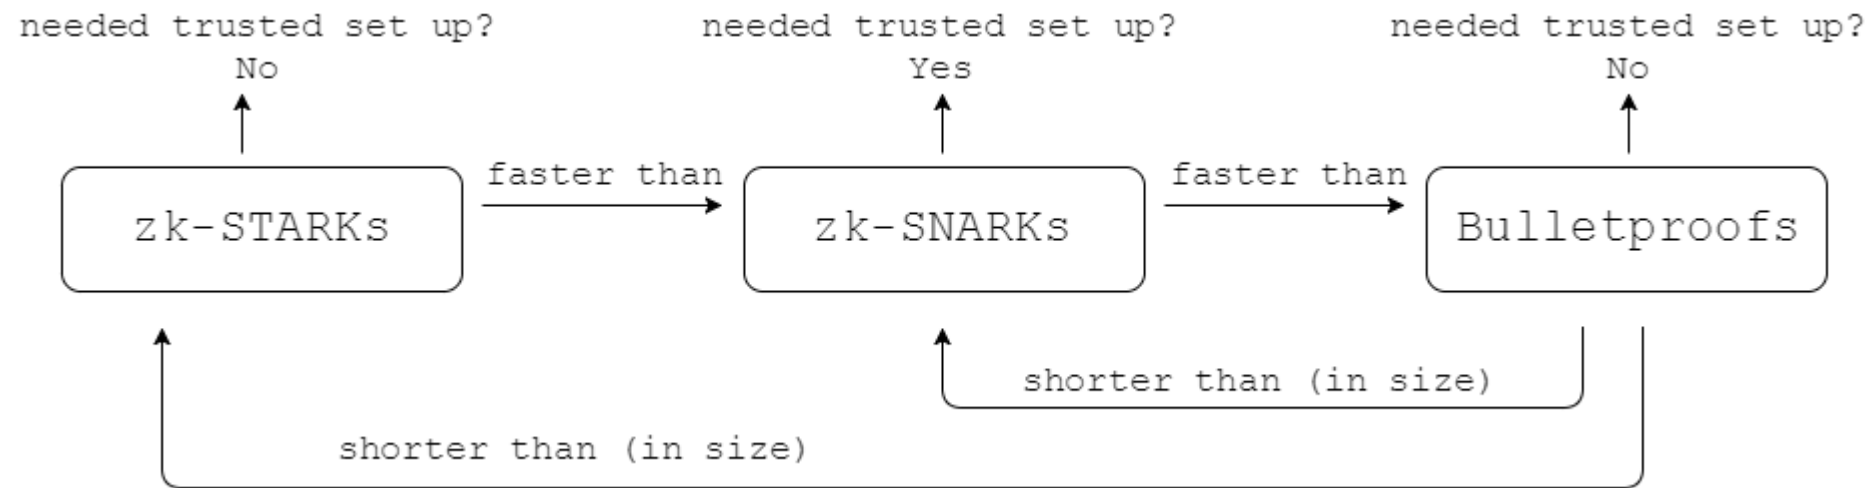 needed trusted set up?
No
needed trusted set up?
Yes
needed trusted set up?
No
zk-STARKs
faster than
zk-SNARKs
faster than
Bulletproofs
shorter than (in size)
shorter than (in size)